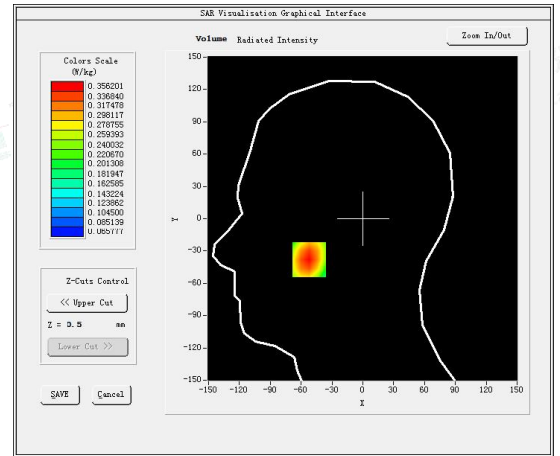 SAR Visualisation Graphical Interface
Volume Radiated Intensity
Zoom In/Out
Colors Scale
(W/kg)
0.356201
0.336840
0.317478
0.298117
0.278755
0.259393
0.240032
0.220670
0.201308
0.181947
0.162585
0.143224
0.123862
0.104500
0.085139
0.065777
Z-Cuts Control
<< Upper Cut
Z = 3.5 mm
Lower Cut >>
SAVE
Cancel
150
120
90
60
30
0
-30
-60
-90
-120
-150
Y
-150 -120 -90 -60 -30 0 30 60 90 120 150
X